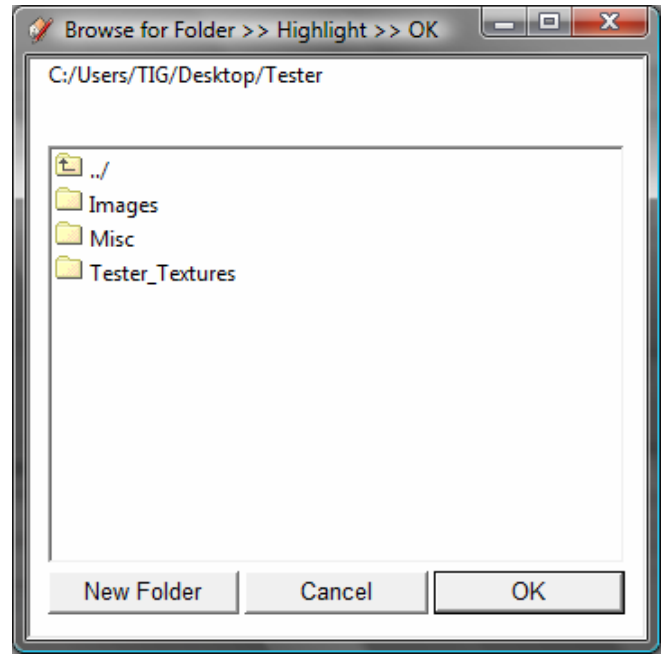 Browse for Folder >> Highlight >> OK
C:/Users/TIG/Desktop/Tester
../
Images
Misc
Tester_Textures
New Folder Cancel OK